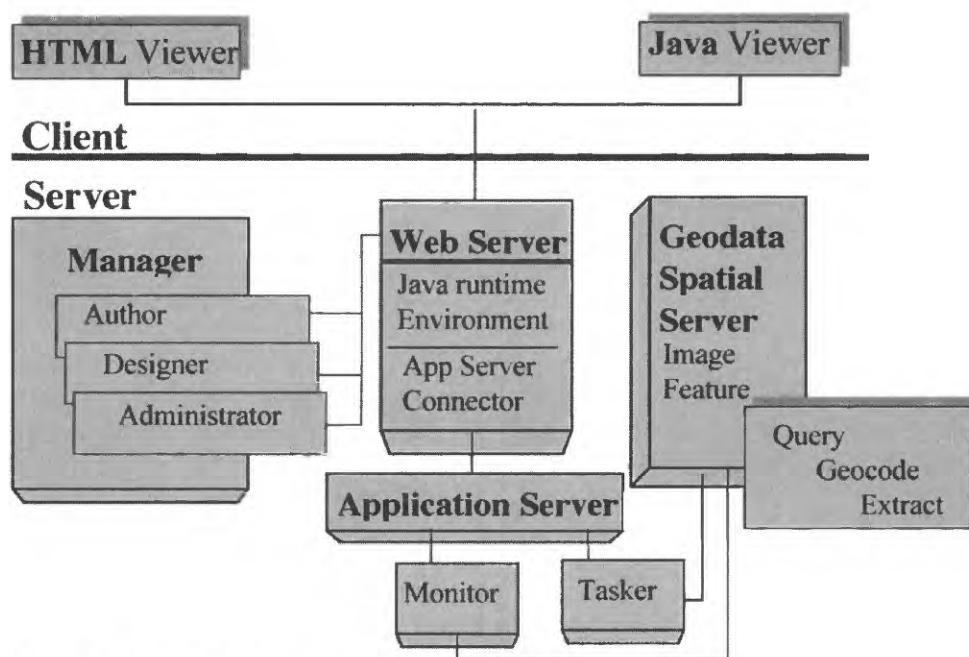 HTML Viewer
Java Viewer
Client
Server
Manager
Author
Designer
Administrator
Web Server
Java runtime
Environment
App Server
Connector
Geodata
Spatial
Server
Image
Feature
Query
Geocode
Extract
Application Server
Monitor
Tasker